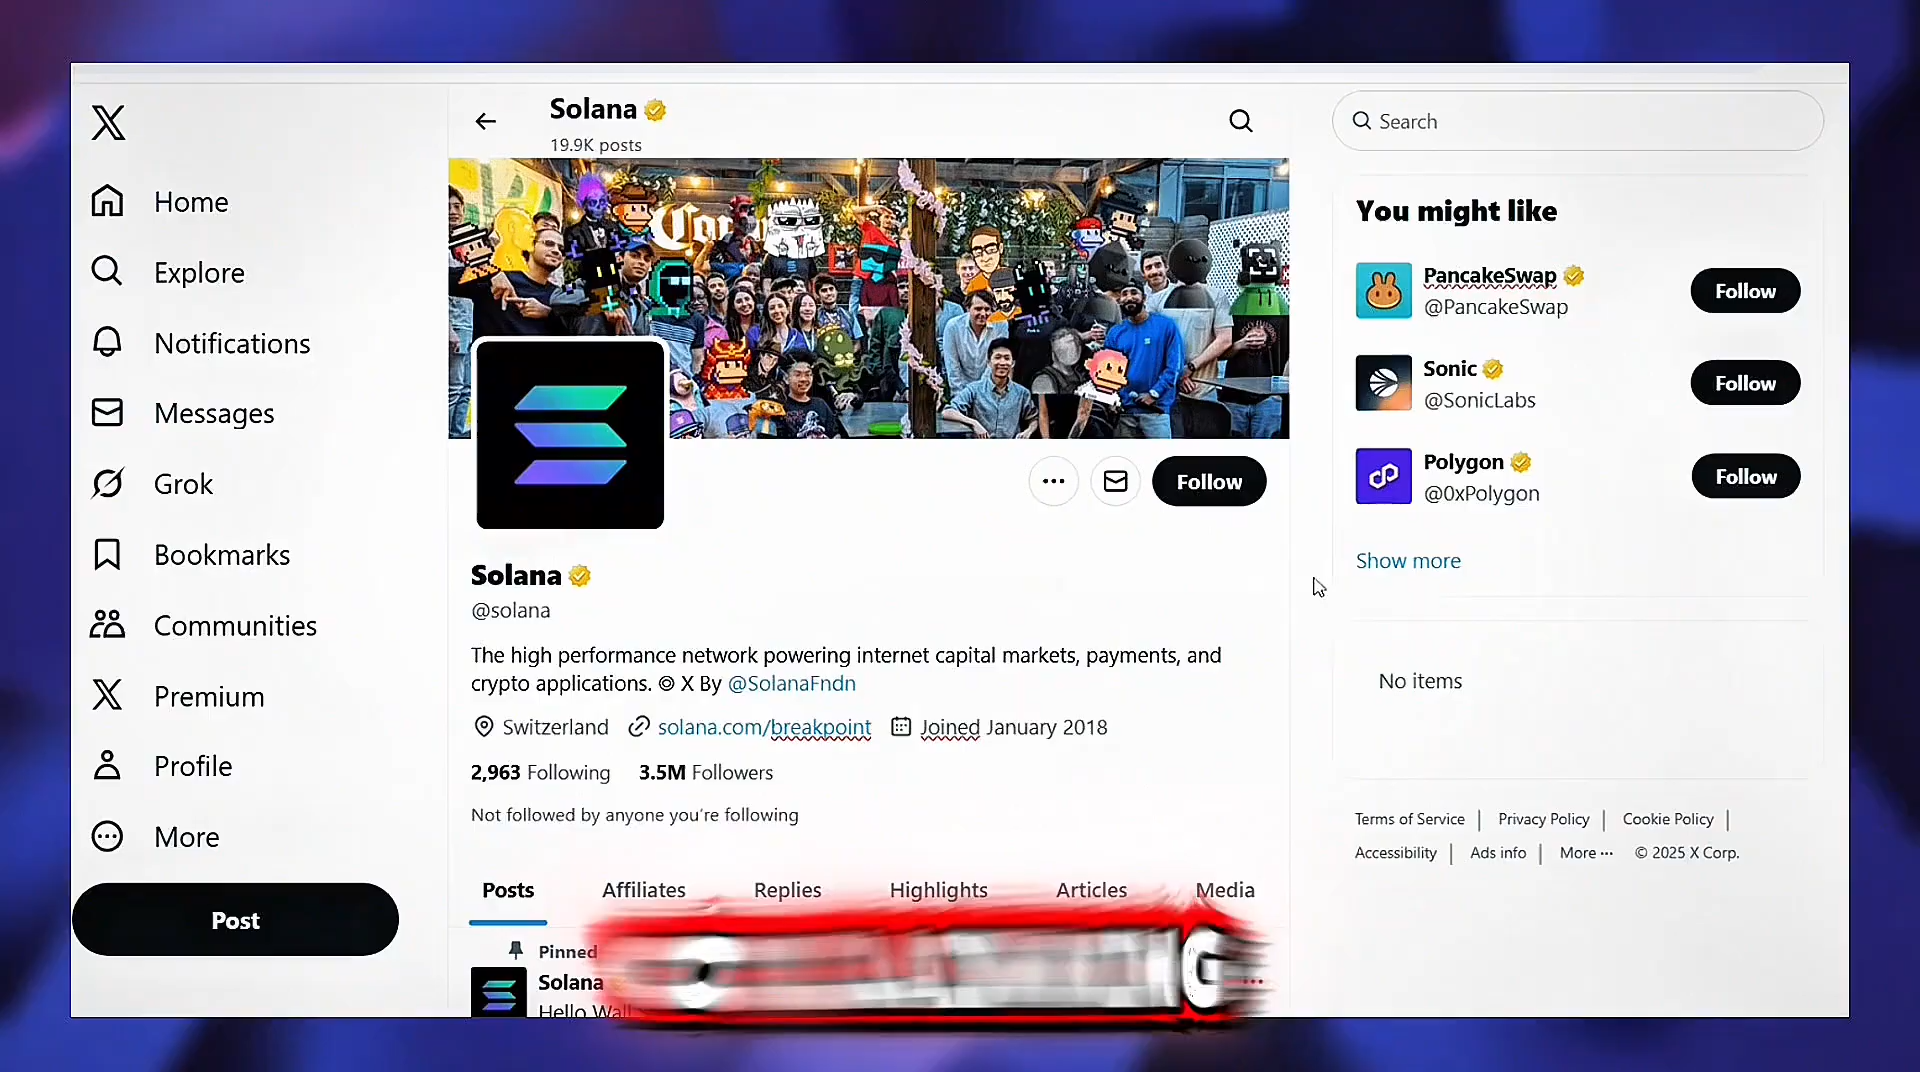 Home
Explore
Notifications
Messages
Grok
Bookmarks
Communities
Premium
Profile
More
Post
Solana
19.9K posts
Follow
Solana
@solana
The high performance network powering internet capital markets, payments, and
crypto applications. ◎ X By @SolanaFndn
Switzerland solana.com/breakpoint Joined January 2018
2,963 Following 3.5M Followers
Not followed by anyone you’re following
Posts Affiliates Replies Highlights Articles Media
Pinned
Solana
Hello Wall
Search
You might like
PancakeSwap
@PancakeSwap
Follow
Sonic
@SonicLabs
Follow
Polygon
@0xPolygon
Follow
Show more
No items
Terms of Service | Privacy Policy | Cookie Policy |
Accessibility | Ads info | More ··· © 2025 X Corp.